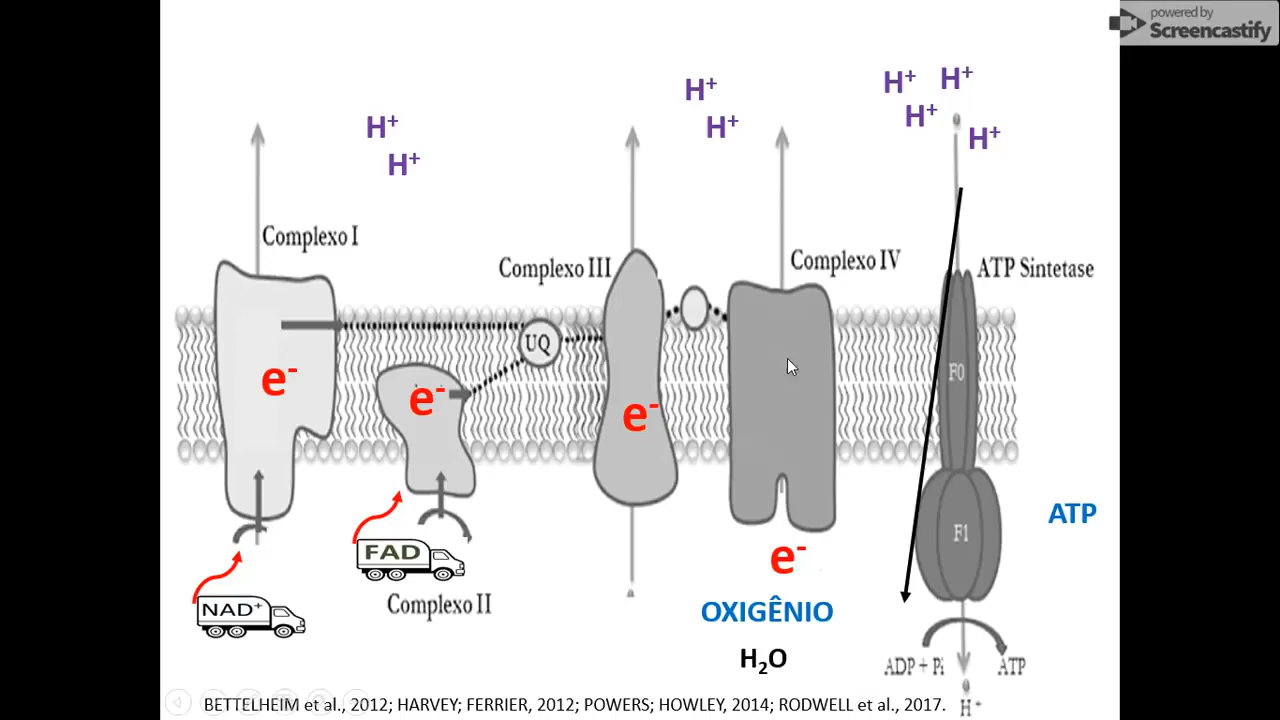 powered by
Screencastify
H⁺ H⁺
H⁺
H⁺
H⁺
H⁺
H⁺
H⁺
Complexo I
Complexo III
Complexo IV
ATP Sintetase
UQ
e⁻
e⁻
e⁻
F0
F1
ATP
FAD
e⁻
NAD⁺
Complexo II
OXIGÊNIO
H₂O
ADP + Pi
ATP
H⁺
BETTELHEIM et al., 2012; HARVEY; FERRIER, 2012; POWERS; HOWLEY, 2014; RODWELL et al., 2017.